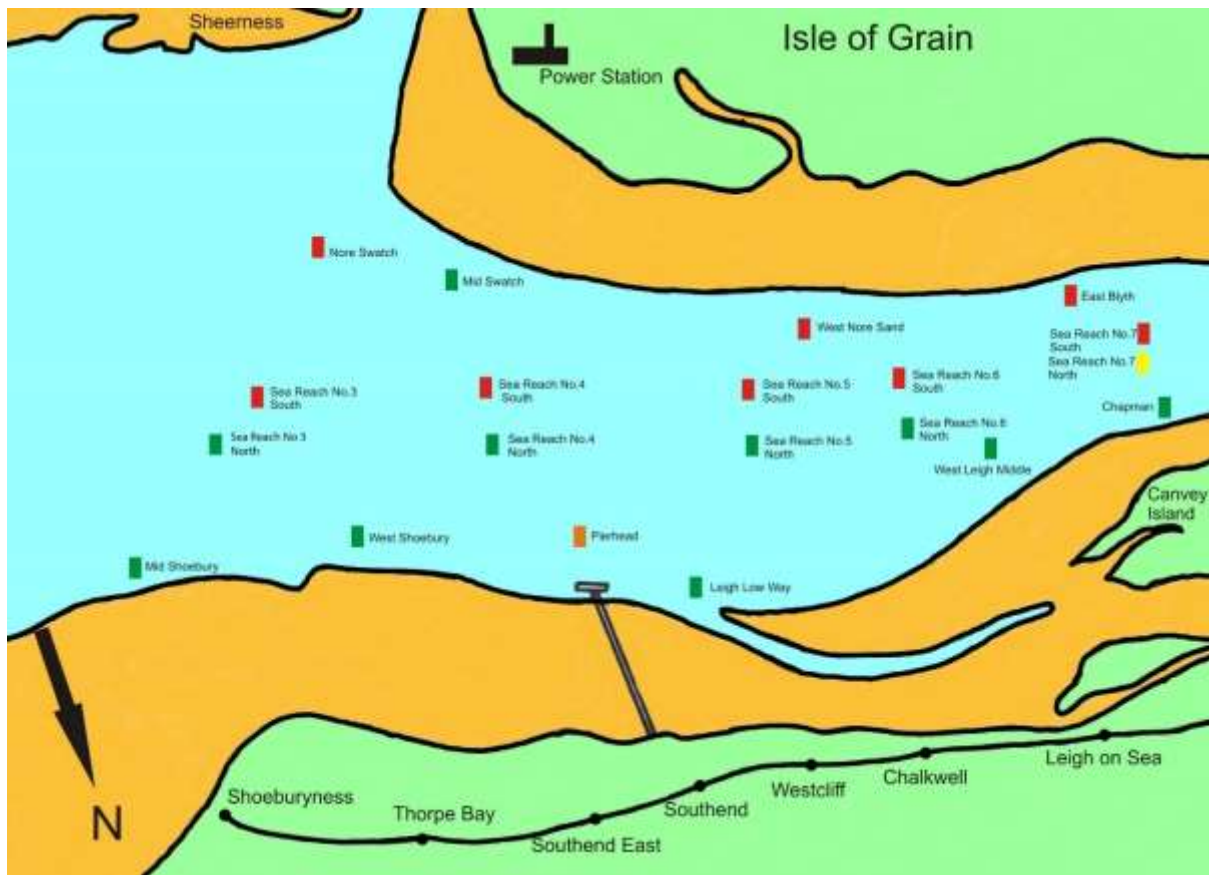 Sheerness
Isle of Grain
Power Station
Nore Swatch
Mid Swatch
East Blyth
West Nore Sand
Sea Reach No.7
South
Sea Reach No.7
North
Sea Reach No.3
South
Sea Reach No.4
South
Sea Reach No.5
South
Sea Reach No.6
South
Chapman
Sea Reach No 3
North
Sea Reach No.4
North
Sea Reach No.5
North
Sea Reach No.6
North
West Leigh Middle
Canvey
Island
West Shoebury
Pierhead
Mid Shoebury
Leigh Low Way
N
Shoeburyness
Thorpe Bay
Southend East
Southend
Westcliff
Chalkwell
Leigh on Sea